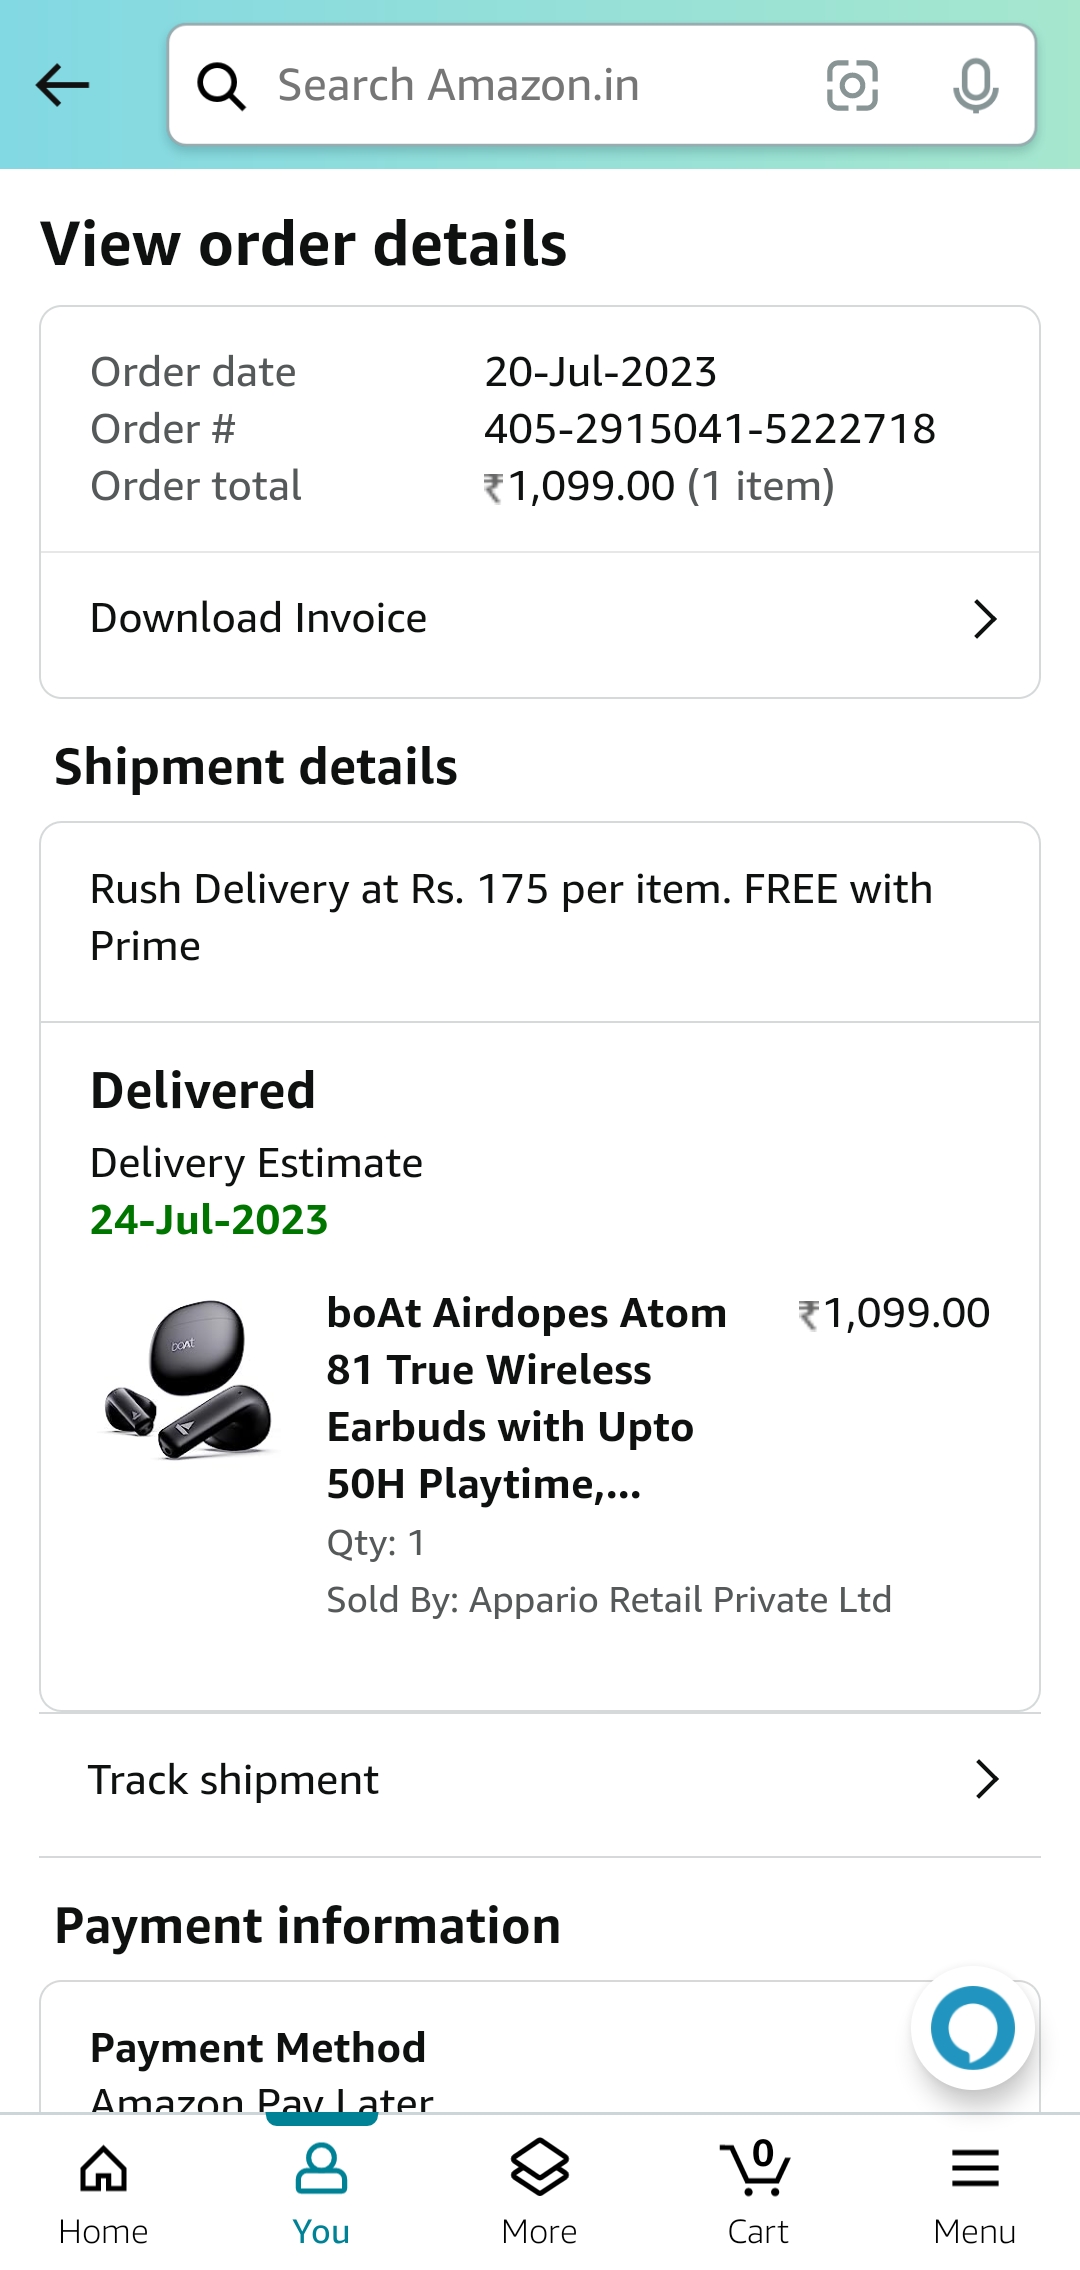 Search Amazon.in
View order details
Order date 20-Jul-2023
Order # 405-2915041-5222718
Order total ₹1,099.00 (1 item)
Download Invoice
Shipment details
Rush Delivery at Rs. 175 per item. FREE with
Prime
Delivered
Delivery Estimate
24-Jul-2023
boAt
boAt Airdopes Atom ₹1,099.00
81 True Wireless
Earbuds with Upto
50H Playtime,...
Qty: 1
Sold By: Appario Retail Private Ltd
Track shipment
Payment information
Payment Method
Amazon Pay Later
0
Home You More Cart Menu